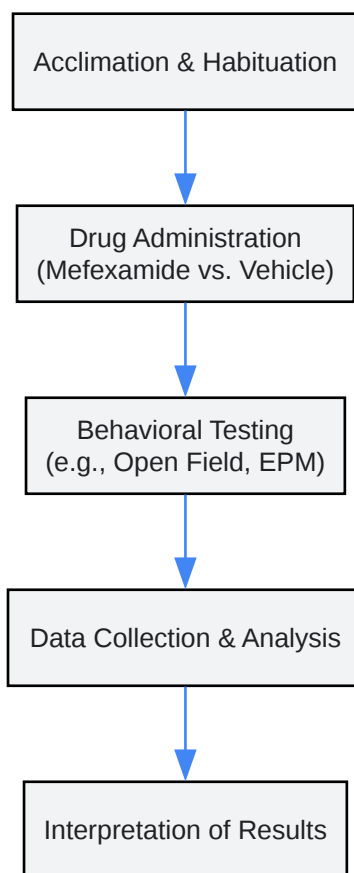 Acclimation & Habituation
Drug Administration
(Mefexamide vs. Vehicle)
Behavioral Testing
(e.g., Open Field, EPM)
Data Collection & Analysis
Interpretation of Results